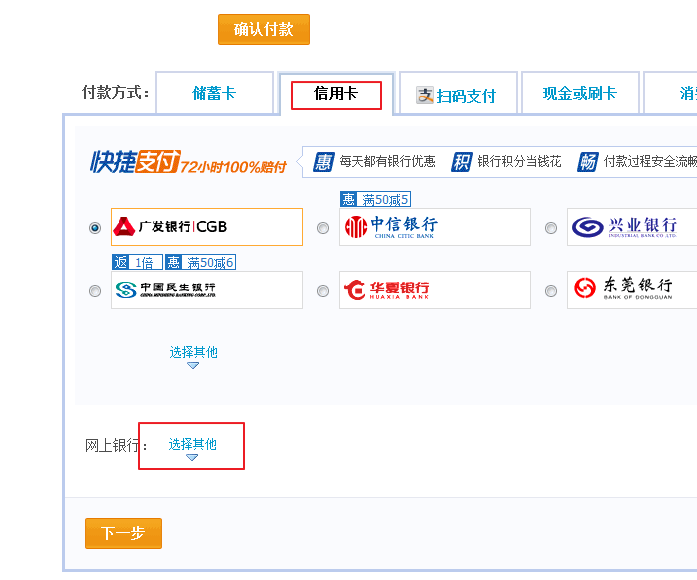 确认付款
付款方式： 储蓄卡 信用卡 支 扫码支付 现金或刷卡 消
快捷支付 72小时100%赔付 惠 每天都有银行优惠 积 银行积分当钱花 畅 付款过程安全流畅
惠 满50减5
广发银行|CGB 中信银行 CHINA CITIC BANK 兴业银行 INDUSTRIAL BANK CO.,LTD.
返 1倍 惠 满50减6
中国民生银行 CHINA MINSHENG BANKING CORP.,LTD. 华夏银行 HUAXIA BANK 东莞银行 BANK OF DONGGUAN
选择其他
网上银行： 选择其他
下一步